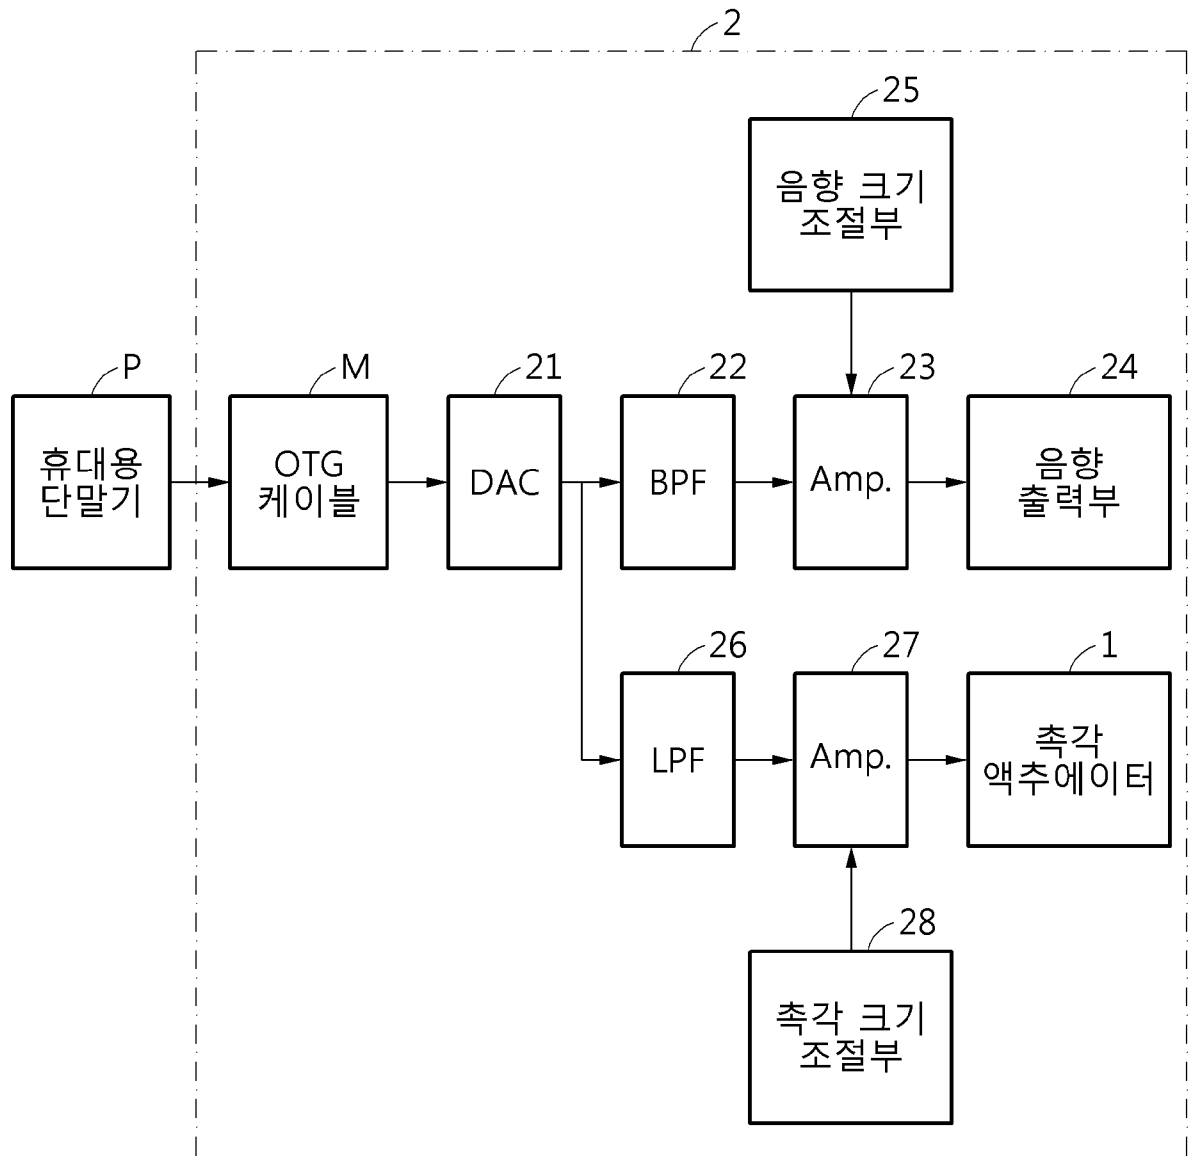 2
25
음향 크기
조절부
P
M
21
22
23
24
휴대용
단말기
OTG
케이블
DAC
BPF
Amp.
음향
출력부
26
27
1
LPF
Amp.
촉각
액추에이터
28
촉각 크기
조절부